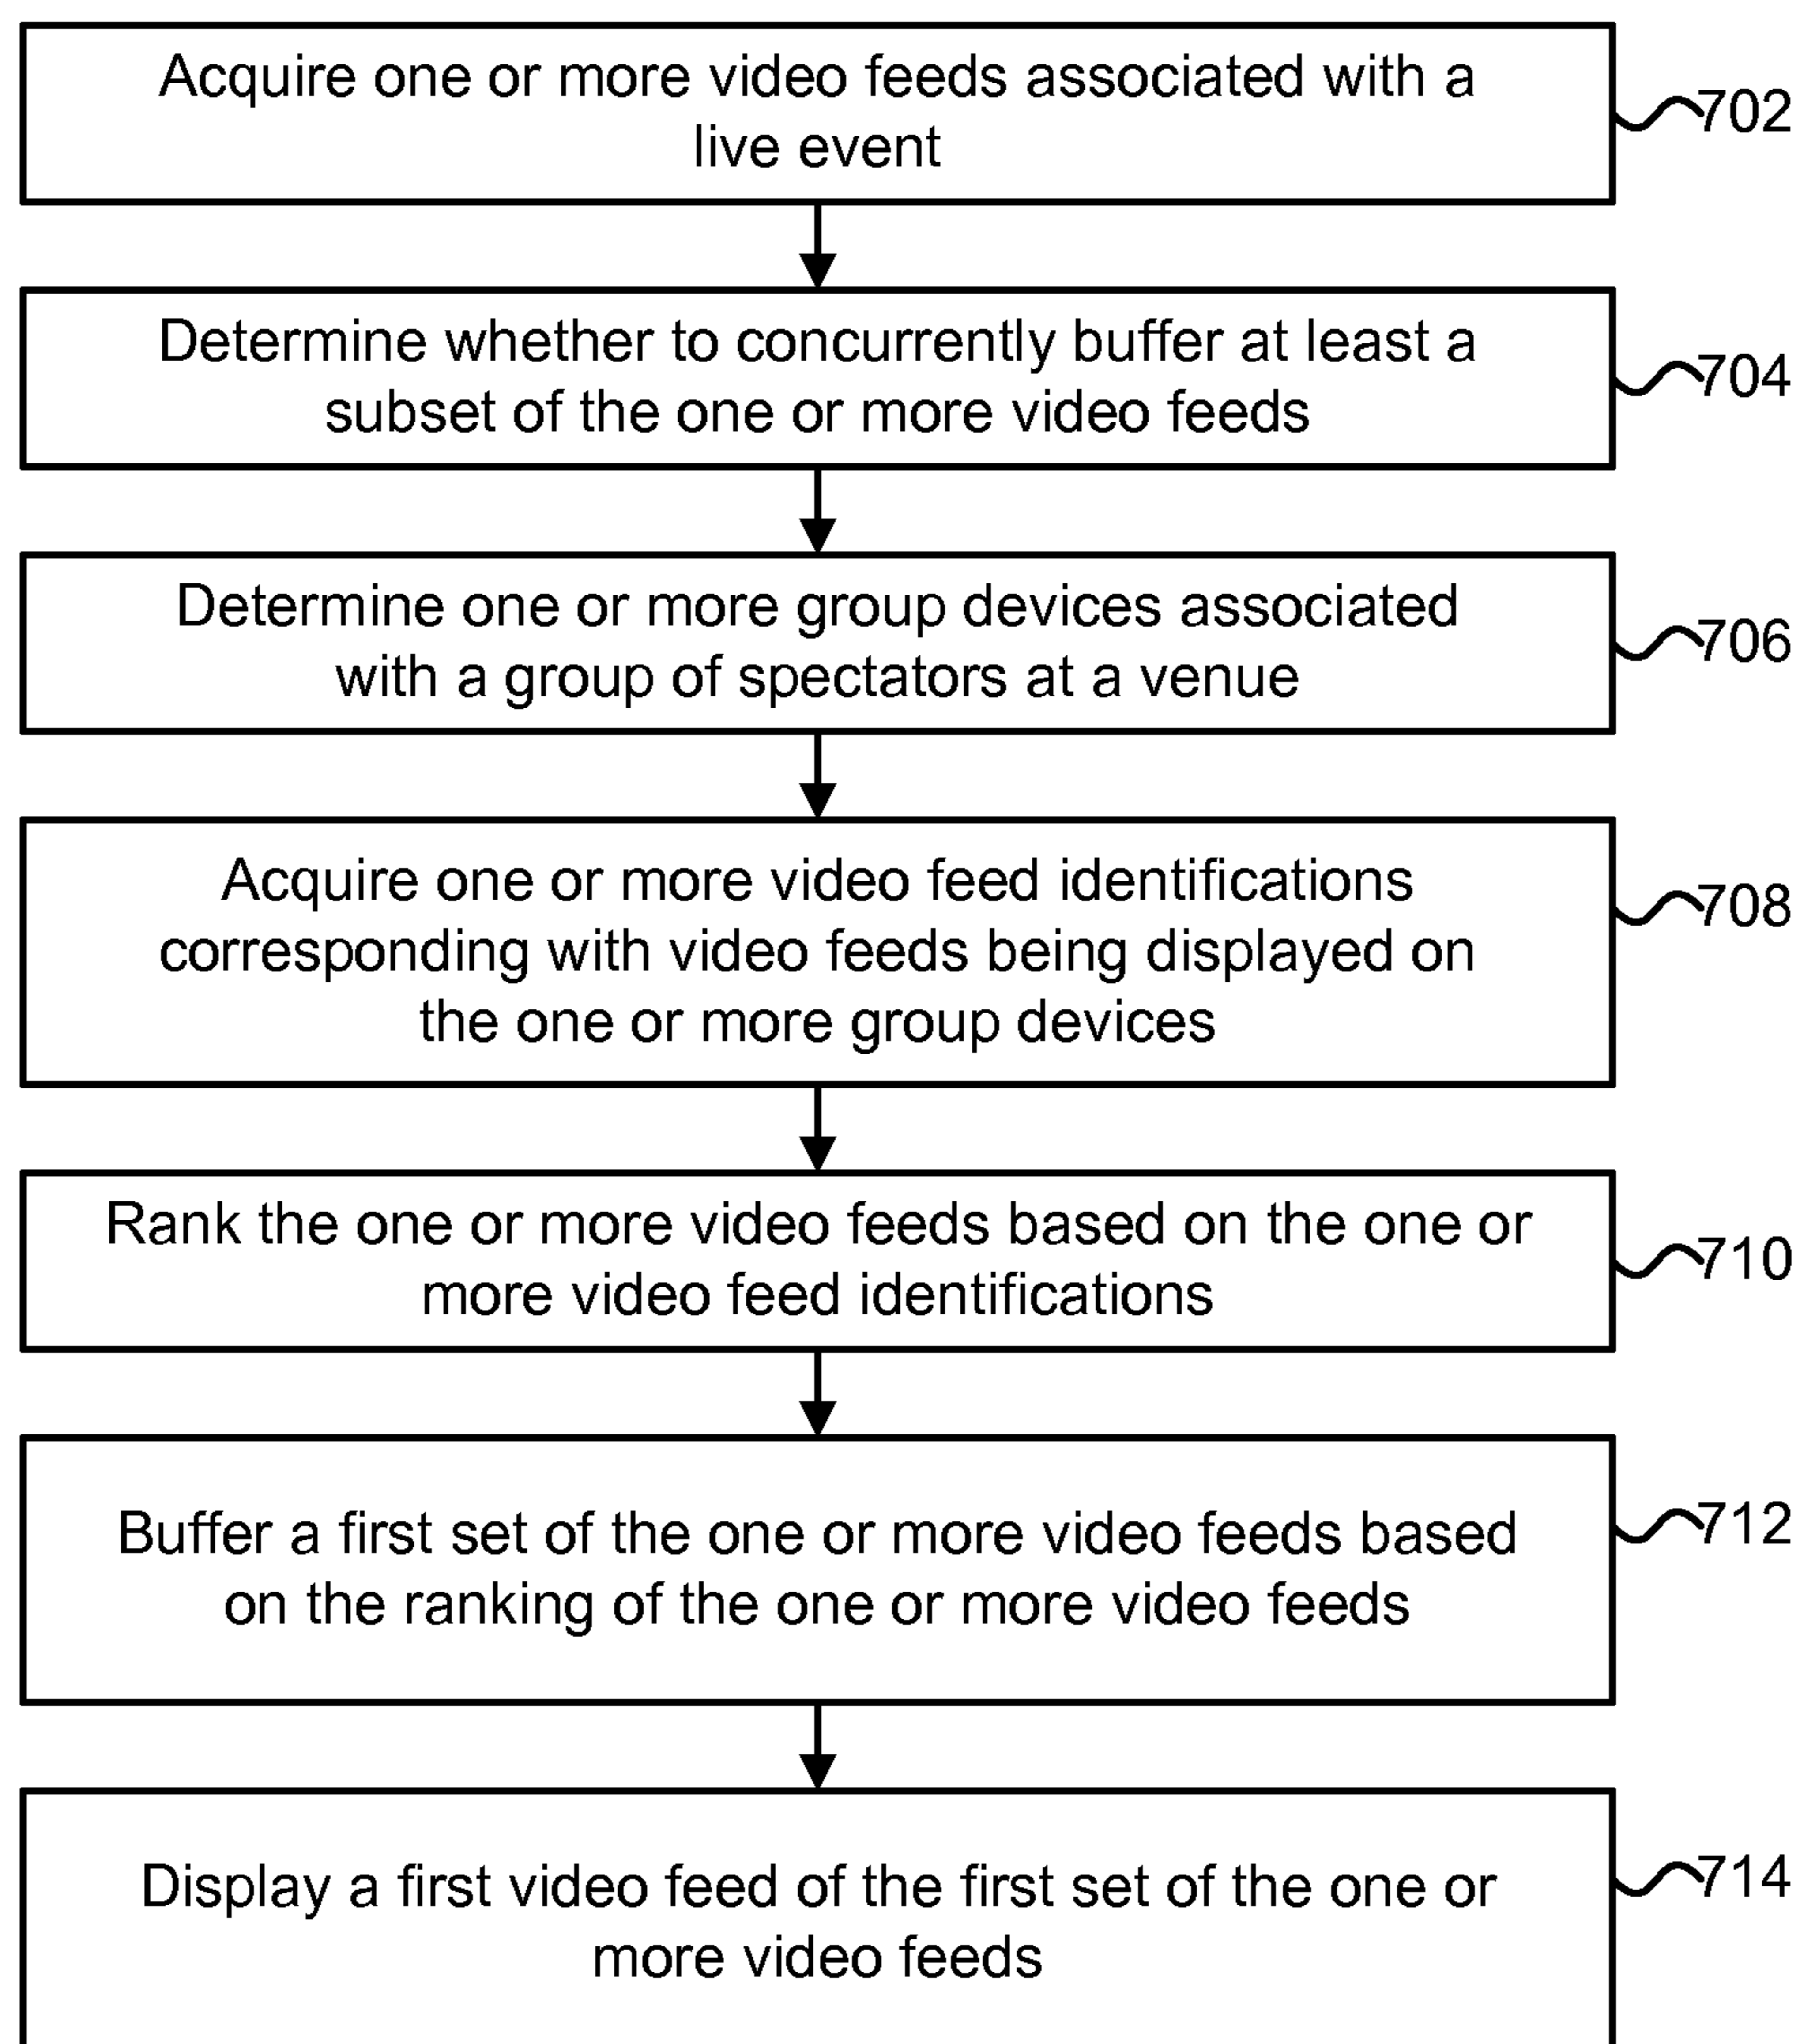 Acquire one or more video feeds associated with a
live event
702
Determine whether to concurrently buffer at least a
subset of the one or more video feeds
704
Determine one or more group devices associated
with a group of spectators at a venue
706
Acquire one or more video feed identifications
corresponding with video feeds being displayed on
the one or more group devices
708
Rank the one or more video feeds based on the one or
more video feed identifications
710
Buffer a first set of the one or more video feeds based
on the ranking of the one or more video feeds
712
Display a first video feed of the first set of the one or
more video feeds
714